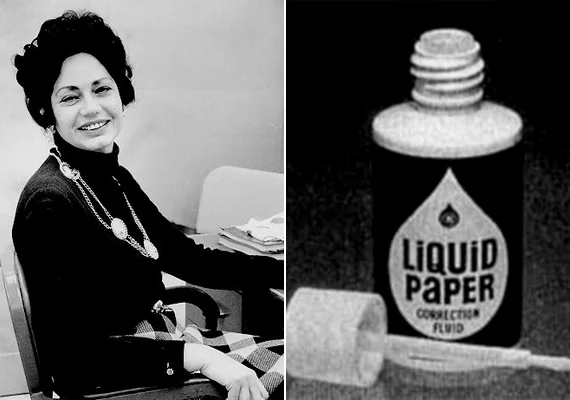 LiQUiD
PaPER
CORRECTION
FLUID